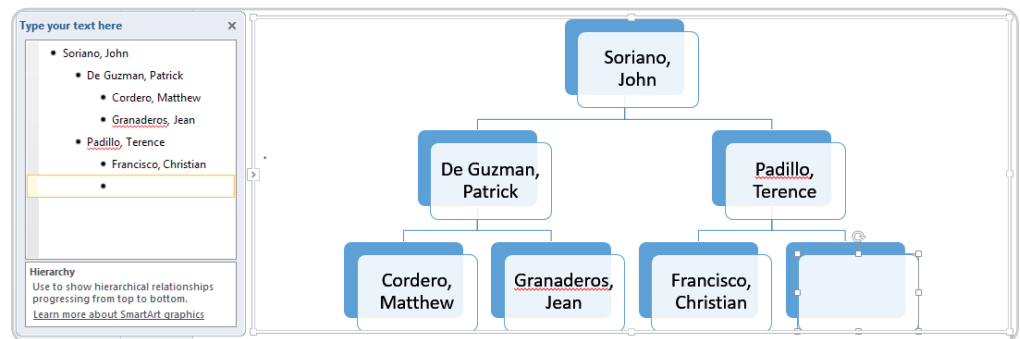 Type your text here
Soriano, John
De Guzman, Patrick
Cordero, Matthew
Granaderos, Jean
Padillo, Terence
Francisco, Christian
Hierarchy
Use to show hierarchical relationships
progressing from top to bottom.
Learn more about SmartArt graphics
Soriano,
John
De Guzman,
Patrick
Padillo,
Terence
Cordero,
Matthew
Granaderos,
Jean
Francisco,
Christian